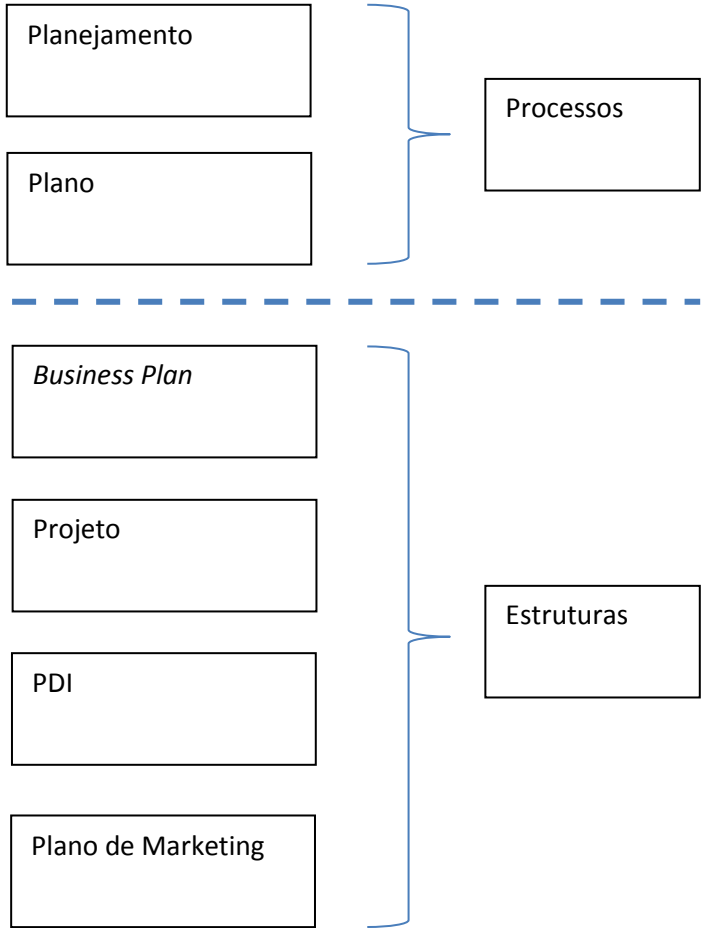 Planejamento
Processos
Plano
Business Plan
Projeto
Estruturas
PDI
Plano de Marketing